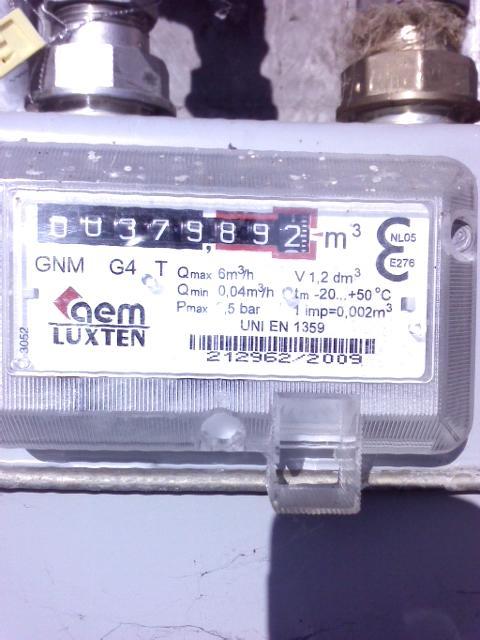 00379,892 m³
NL05
E276
GNM G4 T
Qmax 6m³/h V 1,2 dm³
Qmin 0,04m³/h tm -20...+50 °C
Pmax ,5 bar 1 imp=0,002m³
UNI EN 1359
aem
LUXTEN
3052
212962/2009